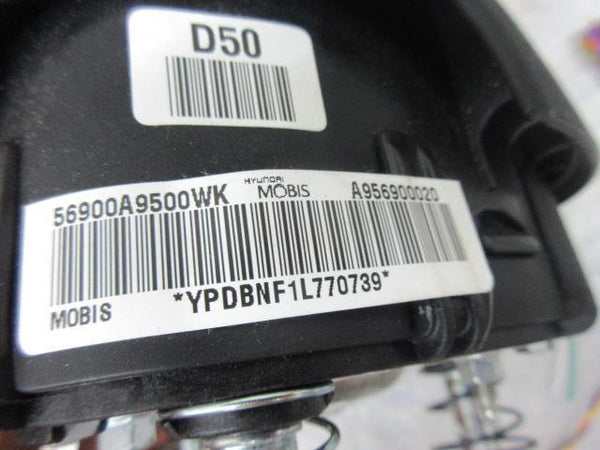 D50
56900A9500WK HYUNDAI MOBIS A956900020
*YPDBNF1L770739*
MOBIS